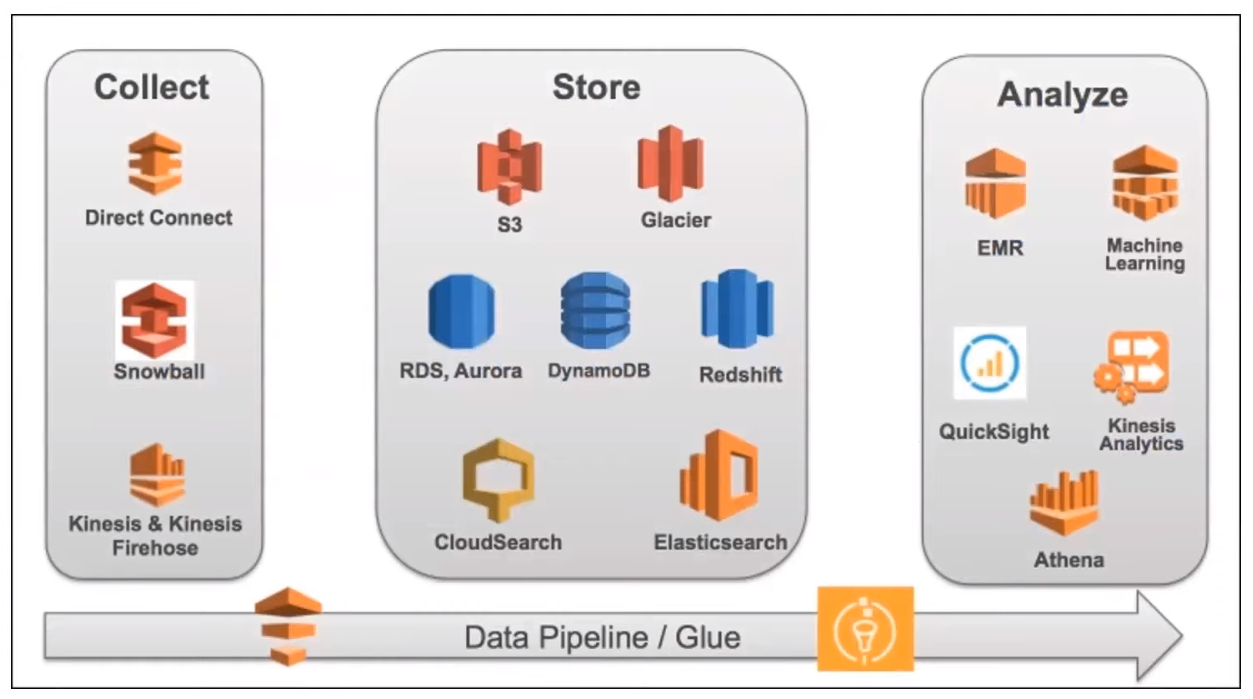 Collect
Direct Connect
Snowball
Kinesis & Kinesis
Firehose
Store
S3
Glacier
RDS, Aurora
DynamoDB
Redshift
CloudSearch
Elasticsearch
Analyze
EMR
Machine
Learning
QuickSight
Kinesis
Analytics
Athena
Data Pipeline / Glue